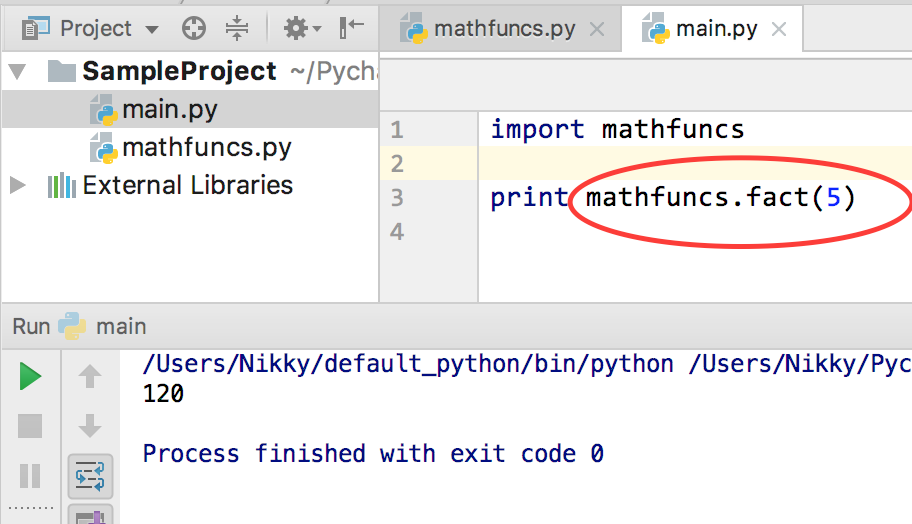 Project
mathfuncs.py
main.py
SampleProject ~/Pycha
main.py
mathfuncs.py
External Libraries
1 import mathfuncs
2
3 print mathfuncs.fact(5)
4
Run main
/Users/Nikky/default_python/bin/python /Users/Nikky/Pyc
120
Process finished with exit code 0